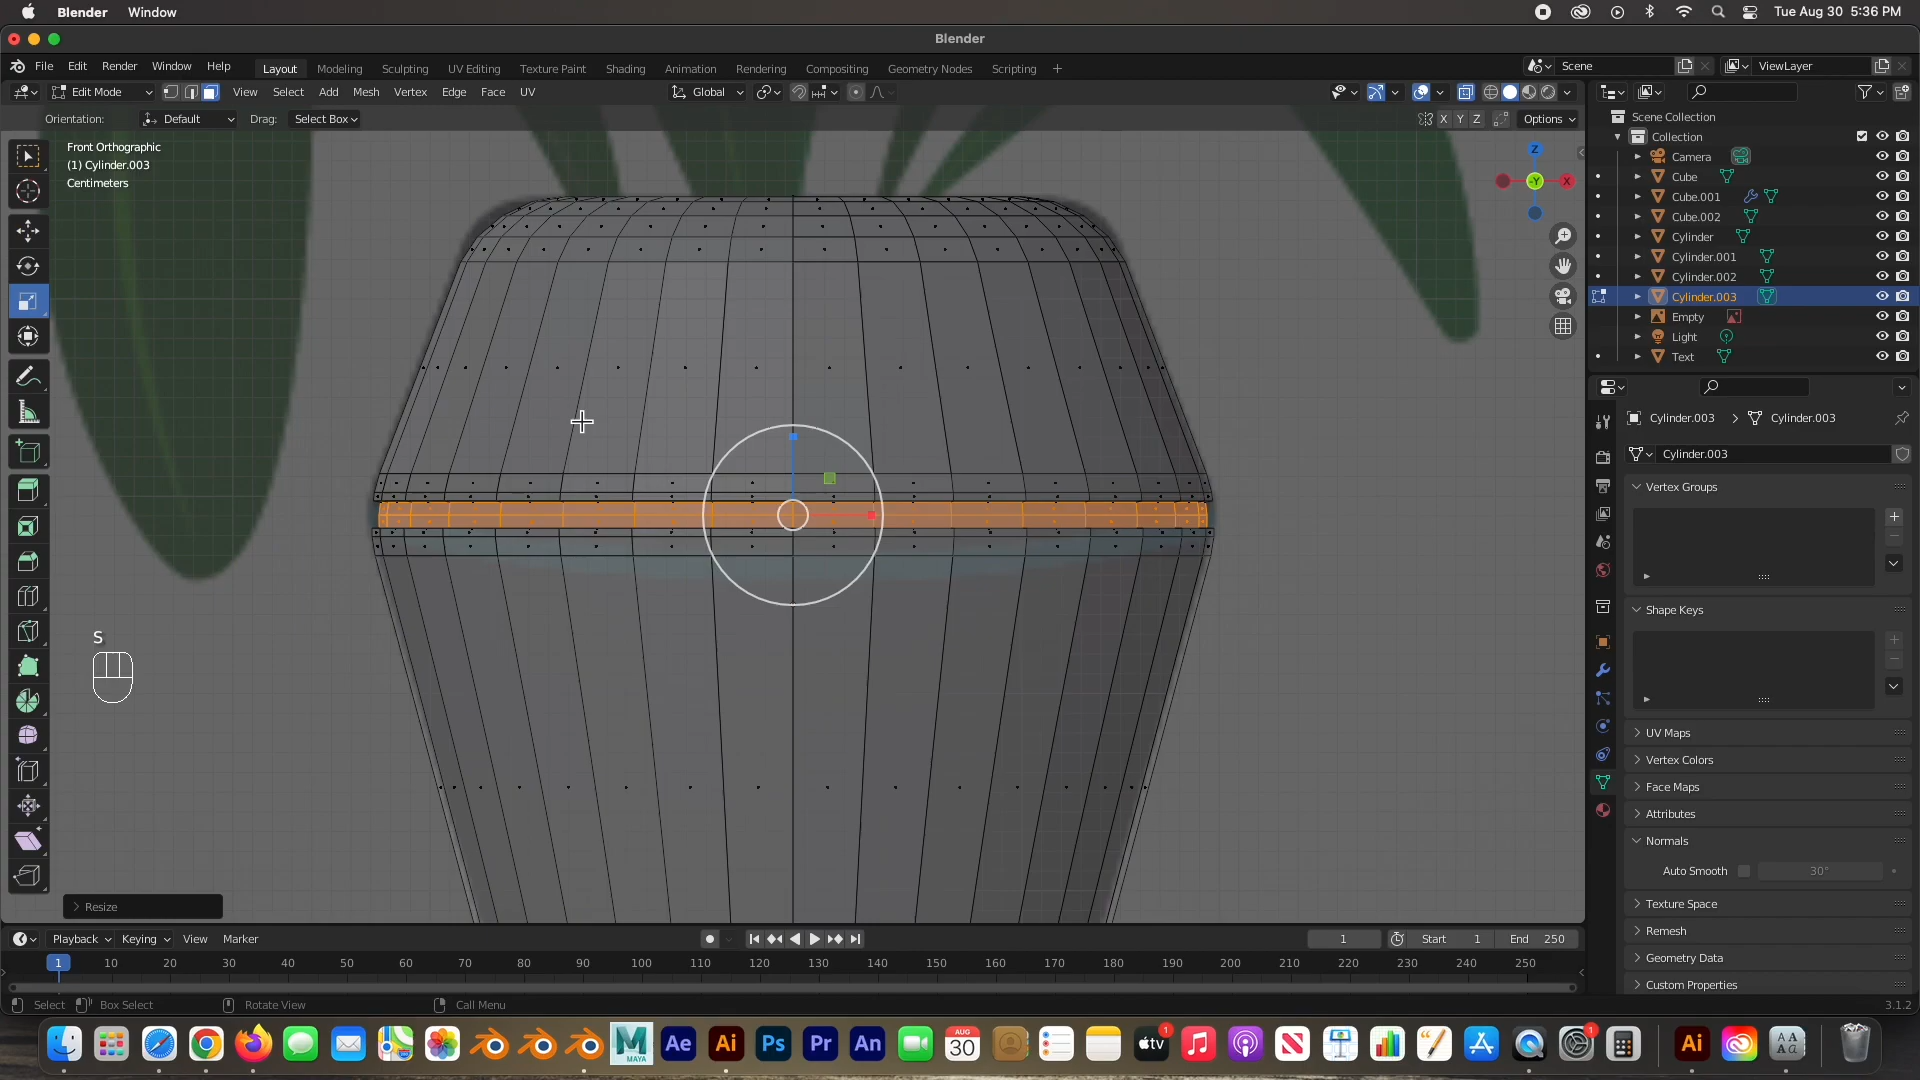 Blender Window Tue Aug 30 5:36 PM
Blender
File Edit Render Window Help Layout Modeling Sculpting UV Editing Texture Paint Shading Animation Rendering Compositing Geometry Nodes Scripting + Scene ViewLayer
Edit Mode View Select Add Mesh Vertex Edge Face UV Global
Orientation: Default Drag: Select Box X Y Z Options
Front Orthographic
(1) Cylinder.003
Centimeters
Z
-Y
X
S
Resize
Scene Collection
Collection
Camera
Cube
Cube.001
Cube.002
Cylinder
Cylinder.001
Cylinder.002
Cylinder.003
Empty
Light
Text
Cylinder.003 Cylinder.003
Cylinder.003
Vertex Groups
Shape Keys
UV Maps
Vertex Colors
Face Maps
Attributes
Normals
Auto Smooth 30°
Texture Space
Remesh
Geometry Data
Custom Properties
Playback Keying View Marker 1 Start 1 End 250
1 10 20 30 40 50 60 70 80 90 100 110 120 130 140 150 160 170 180 190 200 210 220 230 240 250
Select Box Select Rotate View Call Menu 3.1.2
MAYA Ae Ai Ps Pr An AUG 30 tv 1 1 Ai